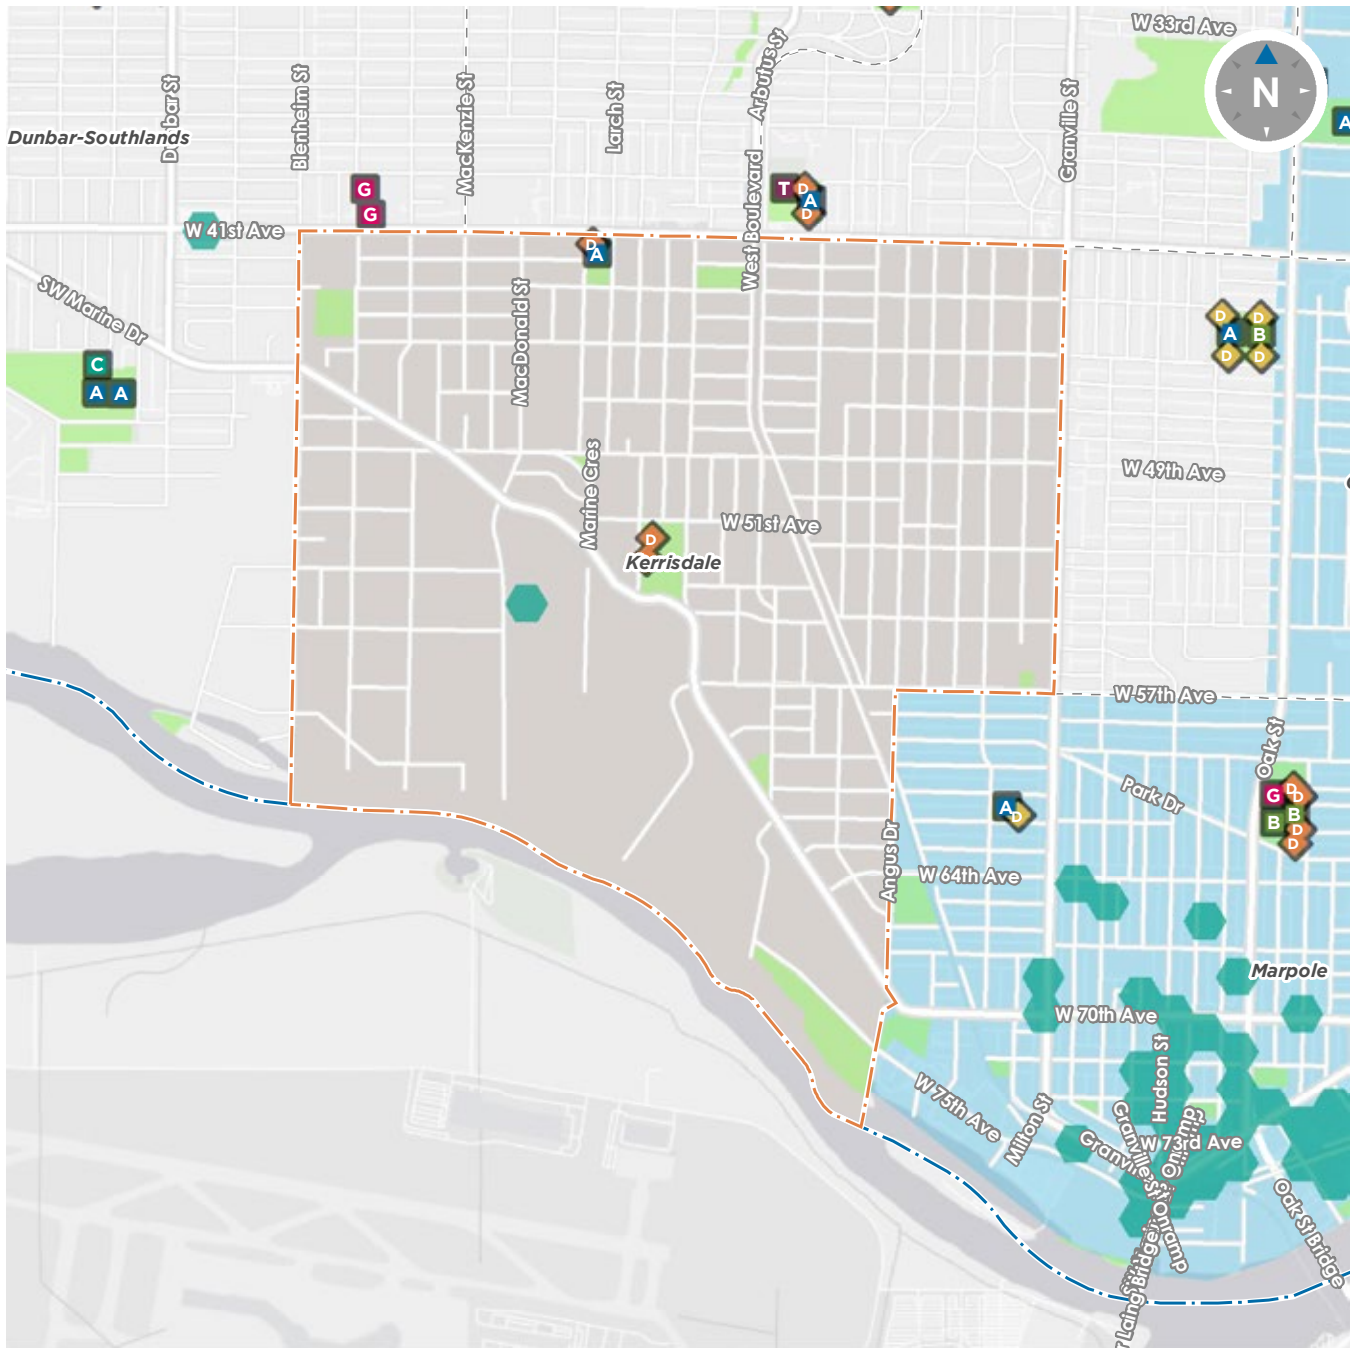 W 33rd Ave
Arbutus St
N
Dunbar St
Blenheim St
MacKenzie St
Larch St
Granville St
A
Dunbar-Southlands
West Boulevard
G
T
D
A
G
D
W 41st Ave
D
A
SW Marine Dr
MacDonald St
D
D
A
B
D
D
C
A
A
Marine Cres
W 49th Ave
W 51st Ave
D
Kerrisdale
W 57th Ave
Oak St
Park Dr
A
D
G
D
D
B
B
D
D
Angus Dr
W 64th Ave
Marpole
W 70th Ave
Hudson St
W 75th Ave
Milton St
W 73rd Ave
Granville St
Oak St Bridge